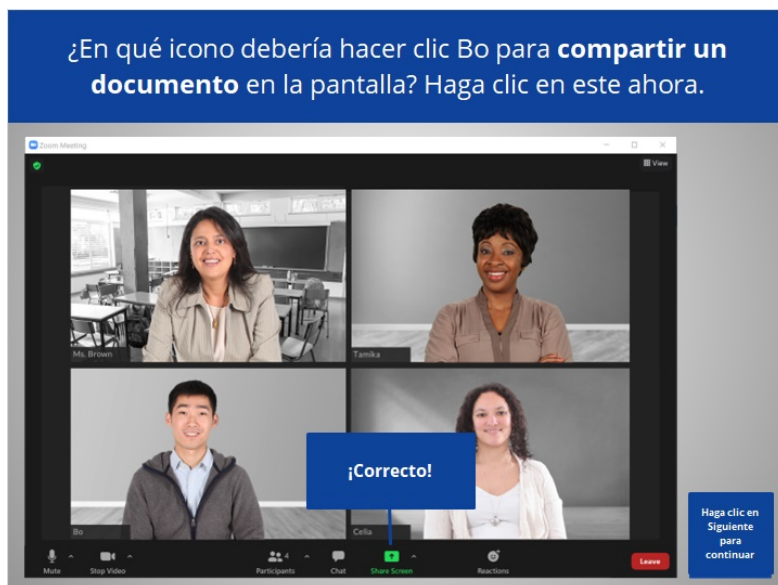 ¿En qué icono debería hacer clic Bo para compartir un
documento en la pantalla? Haga clic en este ahora.
Zoom Meeting
View
Ms. Brown
Tamika
¡Correcto!
Bo
Celia
Haga clic en
Siguiente
para
continuar
4
Mute
Stop Video
Participants
Chat
Share Screen
Reactions
Leave